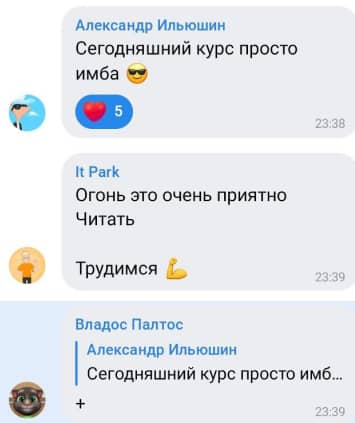 Александр Ильюшин
Сегодняшний курс просто
имба 😎
❤ 5
23:38
It Park
Огонь это очень приятно
Читать
Трудимся 💪
23:39
Владос Палтос
Александр Ильюшин
Сегодняшний курс просто имб...
+
23:39